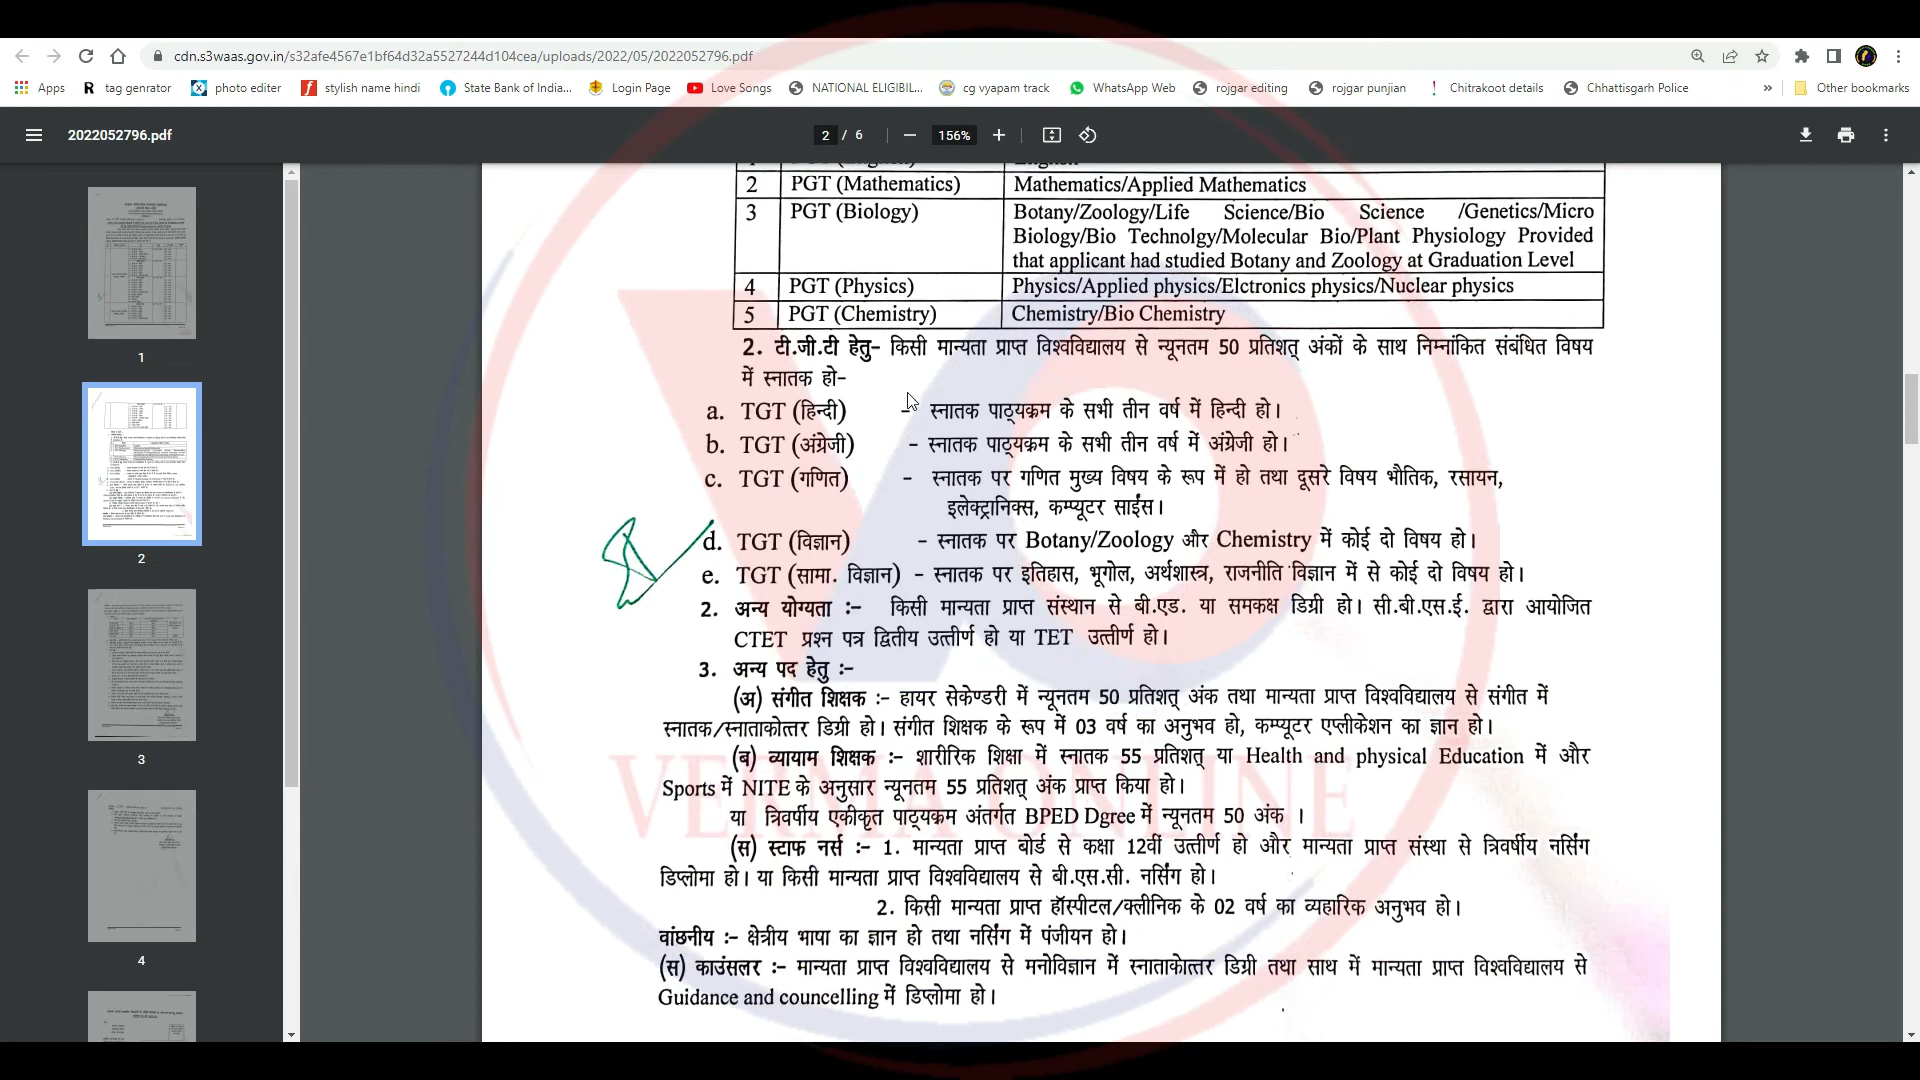 cdn.s3waas.gov.in/s32afe4567e1bf64d32a5527244d104cea/uploads/2022/05/2022052796.pdf
Apps R tag genrator photo editer stylish name hindi State Bank of India... Login Page Love Songs NATIONAL ELIGIBIL... cg vyapam track WhatsApp Web rojgar editing rojgar punjian Chitrakoot details Chhattisgarh Police » Other bookmarks
2022052796.pdf 2 / 6 156%
2 PGT (Mathematics) Mathematics/Applied Mathematics
3 PGT (Biology) Botany/Zoology/Life Science/Bio Science /Genetics/Micro
Biology/Bio Technolgy/Molecular Bio/Plant Physiology Provided
that applicant had studied Botany and Zoology at Graduation Level
4 PGT (Physics) Physics/Applied physics/Elctronics physics/Nuclear physics
5 PGT (Chemistry) Chemistry/Bio Chemistry
2. टी.जी.टी हेतु- किसी मान्यता प्राप्त विश्वविद्यालय से न्यूनतम 50 प्रतिशत् अंकों के साथ निम्नांकित संबंधित विषय
में स्नातक हो-
a. TGT (हिन्दी) - स्नातक पाठ्यक्रम के सभी तीन वर्ष में हिन्दी हो।
b. TGT (अंग्रेजी) - स्नातक पाठ्यक्रम के सभी तीन वर्ष में अंग्रेजी हो।
c. TGT (गणित) - स्नातक पर गणित मुख्य विषय के रूप में हो तथा दूसरे विषय भौतिक, रसायन,
इलेक्ट्रानिक्स, कम्प्यूटर साईंस।
d. TGT (विज्ञान) - स्नातक पर Botany/Zoology और Chemistry में कोई दो विषय हो।
e. TGT (सामा. विज्ञान) - स्नातक पर इतिहास, भूगोल, अर्थशास्त्र, राजनीति विज्ञान में से कोई दो विषय हो।
2. अन्य योग्यता :- किसी मान्यता प्राप्त संस्थान से बी.एड. या समकक्ष डिग्री हो। सी.बी.एस.ई. द्वारा आयोजित
CTET प्रश्न पत्र द्वितीय उत्तीर्ण हो या TET उत्तीर्ण हो।
3. अन्य पद हेतु :-
(अ) संगीत शिक्षक :- हायर सेकेण्डरी में न्यूनतम 50 प्रतिशत् अंक तथा मान्यता प्राप्त विश्वविद्यालय से संगीत में
स्नातक/स्नाताकोत्तर डिग्री हो। संगीत शिक्षक के रूप में 03 वर्ष का अनुभव हो, कम्प्यूटर एप्लीकेशन का ज्ञान हो।
(ब) व्यायाम शिक्षक :- शारीरिक शिक्षा में स्नातक 55 प्रतिशत् या Health and physical Education में और
Sports में NITE के अनुसार न्यूनतम 55 प्रतिशत् अंक प्राप्त किया हो।
या त्रिवर्षीय एकीकृत पाठ्यक्रम अंतर्गत BPED Dgree में न्यूनतम 50 अंक ।
(स) स्टाफ नर्स :- 1. मान्यता प्राप्त बोर्ड से कक्षा 12वीं उत्तीर्ण हो और मान्यता प्राप्त संस्था से त्रिवर्षीय नर्सिंग
डिप्लोमा हो। या किसी मान्यता प्राप्त विश्वविद्यालय से बी.एस.सी. नर्सिंग हो।
2. किसी मान्यता प्राप्त हॉस्पीटल/क्लीनिक के 02 वर्ष का व्यहारिक अनुभव हो।
वांछनीय :- क्षेत्रीय भाषा का ज्ञान हो तथा नर्सिंग में पंजीयन हो।
(स) काउंसलर :- मान्यता प्राप्त विश्वविद्यालय से मनोविज्ञान में स्नाताकोत्तर डिग्री तथा साथ में मान्यता प्राप्त विश्वविद्यालय से
Guidance and councelling में डिप्लोमा हो।
VERMA ONLINE
1
2
3
4